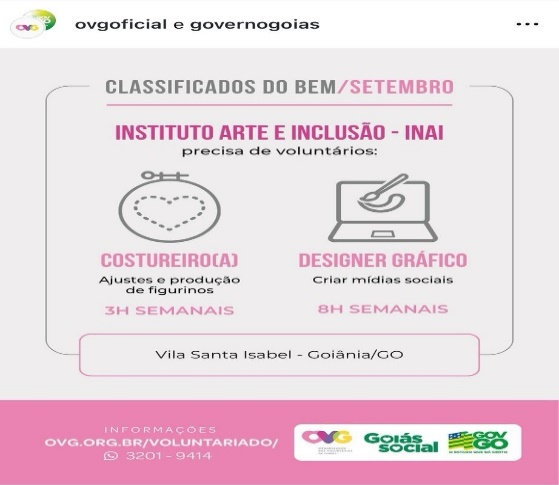 ovgoficial e governogoias
CLASSIFICADOS DO BEM/SETEMBRO
INSTITUTO ARTE E INCLUSÃO - INAI
precisa de voluntários:
COSTUREIRO(A)
Ajustes e produção
de figurinos
3H SEMANAIS
DESIGNER GRÁFICO
Criar mídias sociais
8H SEMANAIS
Vila Santa Isabel - Goiânia/GO
INFORMAÇÕES
OVG.ORG.BR/VOLUNTARIADO/
3201 - 9414
OVG
Goiás
social
GOV
GO